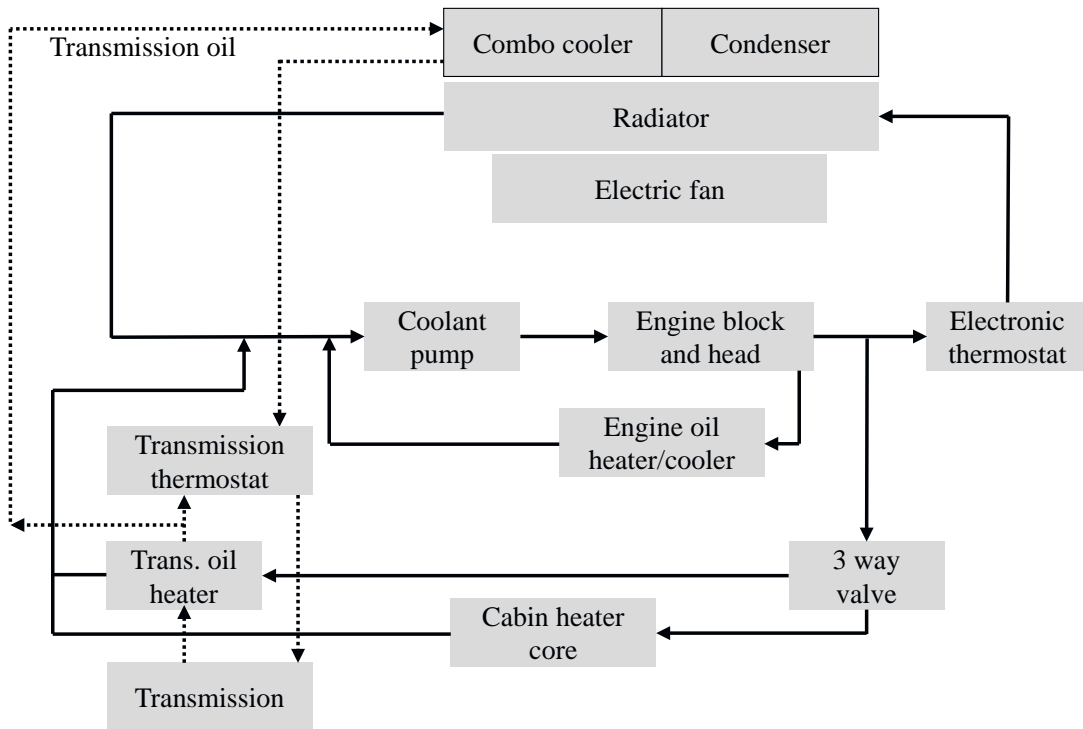 Transmission oil
Combo cooler
Condenser
Radiator
Electric fan
Coolant
pump
Engine block
and head
Electronic
thermostat
Transmission
thermostat
Engine oil
heater/cooler
Trans. oil
heater
3 way
valve
Cabin heater
core
Transmission